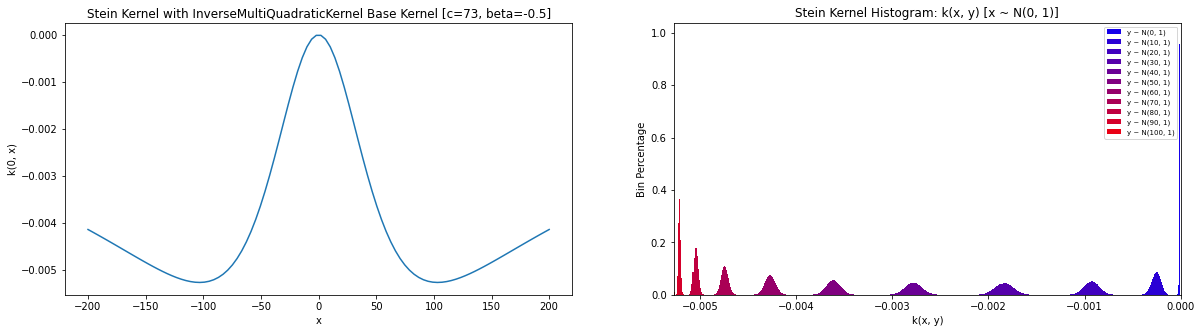 Stein Kernel with InverseMultiQuadraticKernel Base Kernel [c=73, beta=-0.5]
0.000
−0.001
−0.002
−0.003
−0.004
−0.005
k(0, x)
−200
−150
−100
−50
0
50
100
150
200
x
Stein Kernel Histogram: k(x, y) [x ~ N(0, 1)]
1.0
0.8
0.6
0.4
0.2
0.0
Bin Percentage
y ~ N(0, 1)
y ~ N(10, 1)
y ~ N(20, 1)
y ~ N(30, 1)
y ~ N(40, 1)
y ~ N(50, 1)
y ~ N(60, 1)
y ~ N(70, 1)
y ~ N(80, 1)
y ~ N(90, 1)
y ~ N(100, 1)
−0.005
−0.004
−0.003
−0.002
−0.001
0.000
k(x, y)